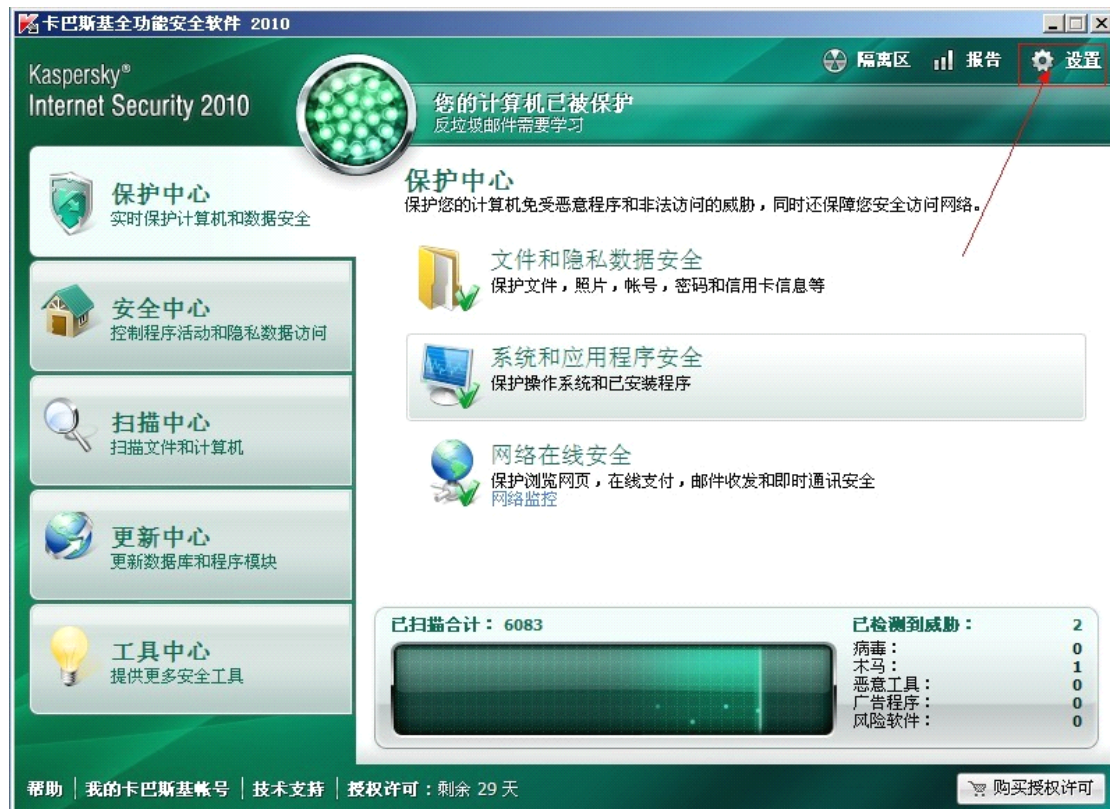 卡巴斯基全功能安全软件 2010
隔离区 报告 设置
Kaspersky®
Internet Security 2010
您的计算机已被保护
反垃圾邮件需要学习
保护中心
实时保护计算机和数据安全
安全中心
控制程序活动和隐私数据访问
扫描中心
扫描文件和计算机
更新中心
更新数据库和程序模块
工具中心
提供更多安全工具
保护中心
保护您的计算机免受恶意程序和非法访问的威胁，同时还保障您安全访问网络。
文件和隐私数据安全
保护文件，照片，帐号，密码和信用卡信息等
系统和应用程序安全
保护操作系统和已安装程序
网络在线安全
保护浏览网页，在线支付，邮件收发和即时通讯安全
网络监控
已扫描合计： 6083
已检测到威胁： 2
病毒： 0
木马： 1
恶意工具： 0
广告程序： 0
风险软件： 0
帮助 我的卡巴斯基帐号 技术支持 授权许可：剩余 29 天
购买授权许可